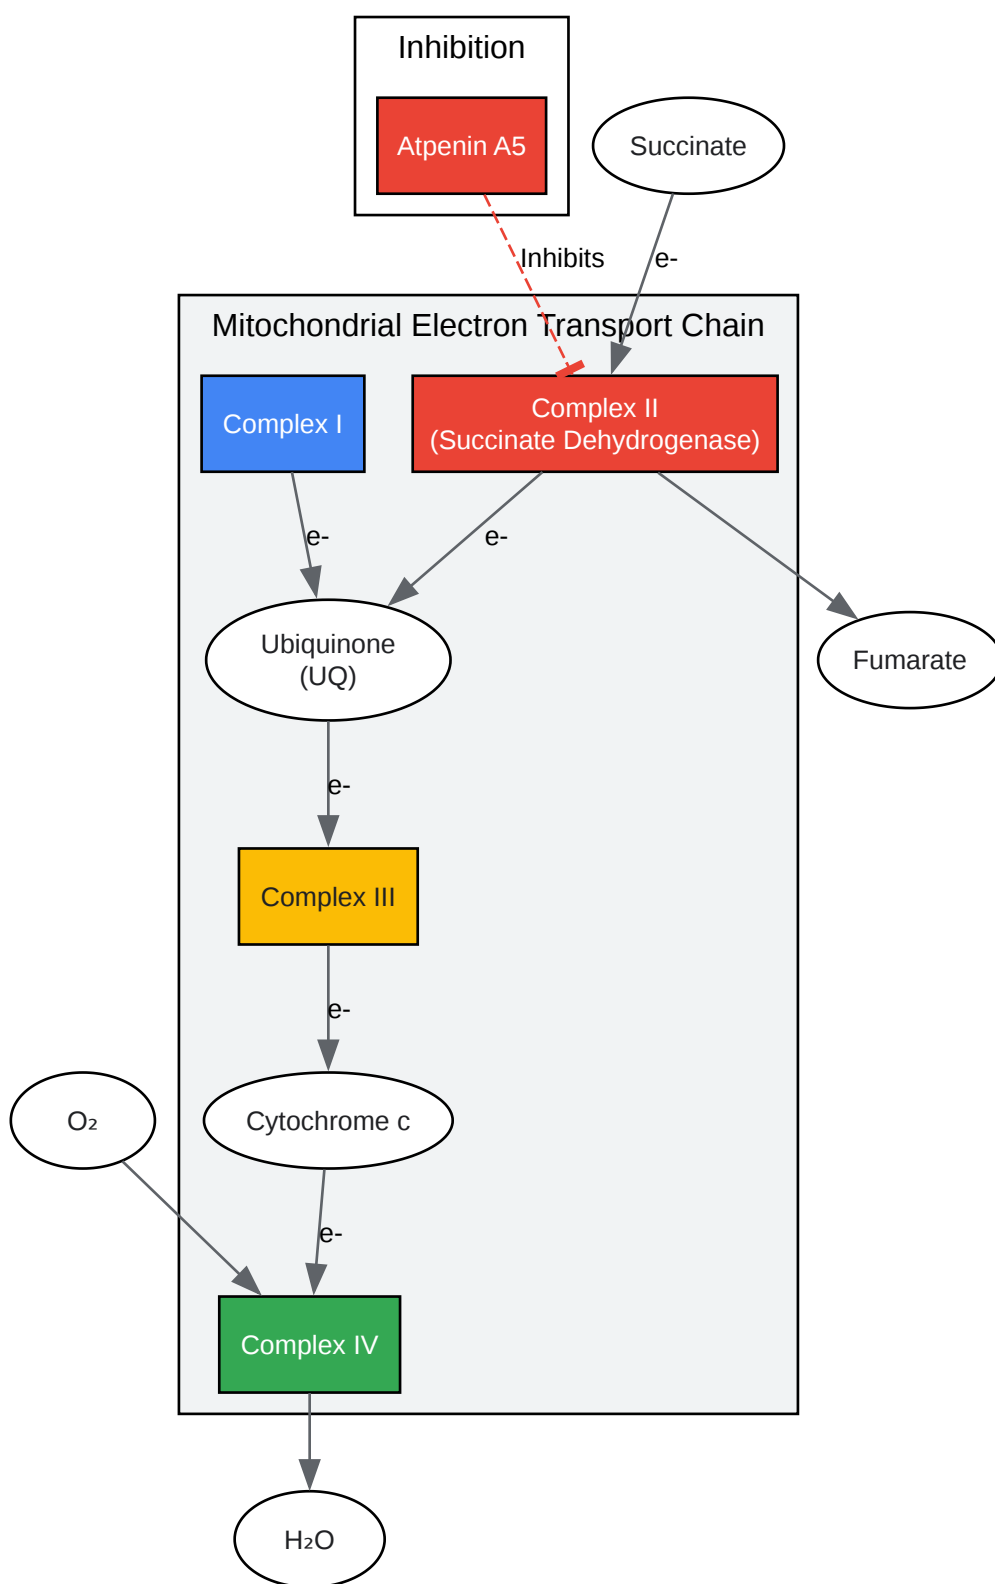 Inhibition
Atpenin A5
Succinate
Inhibits
e-
Mitochondrial Electron Transport Chain
Complex I
Complex II
(Succinate Dehydrogenase)
e-
e-
Ubiquinone
(UQ)
Fumarate
e-
Complex III
e-
O₂
Cytochrome c
e-
Complex IV
H₂O